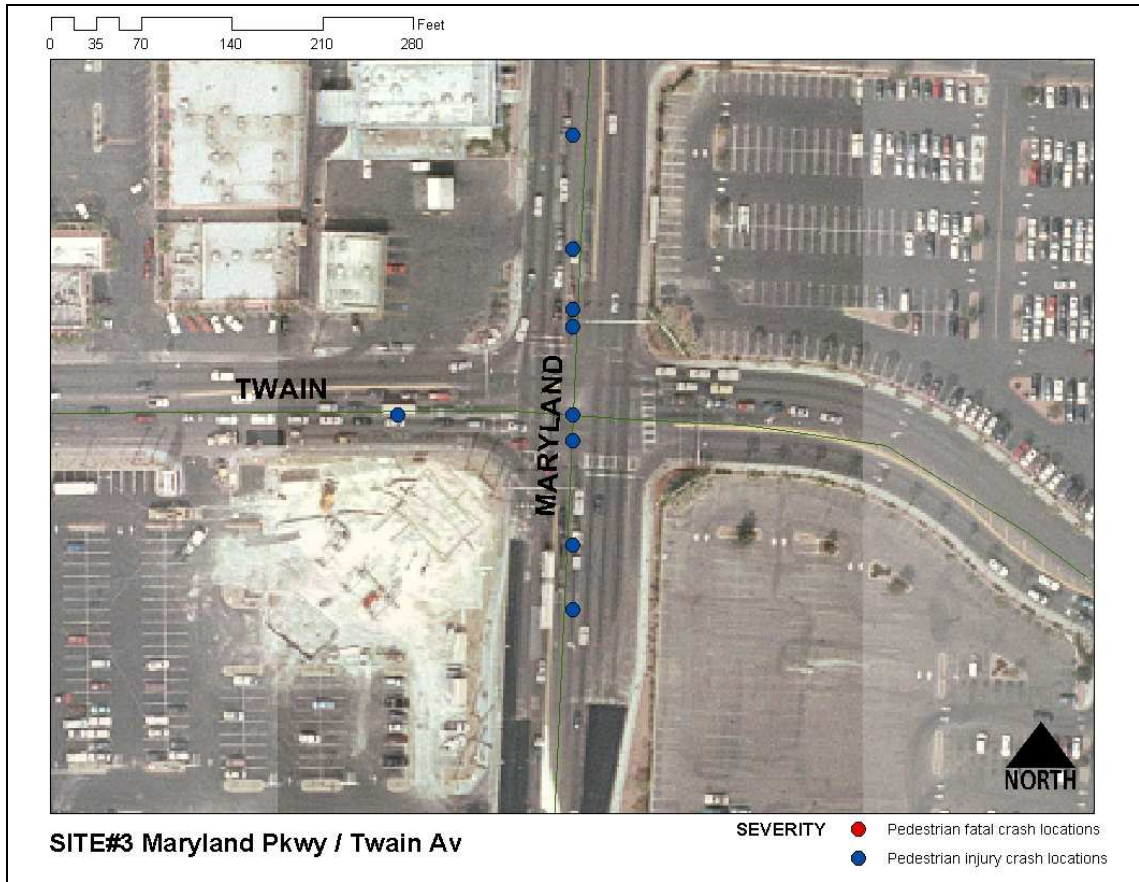 Feet
0 35 70 140 210 280
TWAIN
MARYLAND
NORTH
SITE#3 Maryland Pkwy / Twain Av
SEVERITY
Pedestrian fatal crash locations
Pedestrian injury crash locations